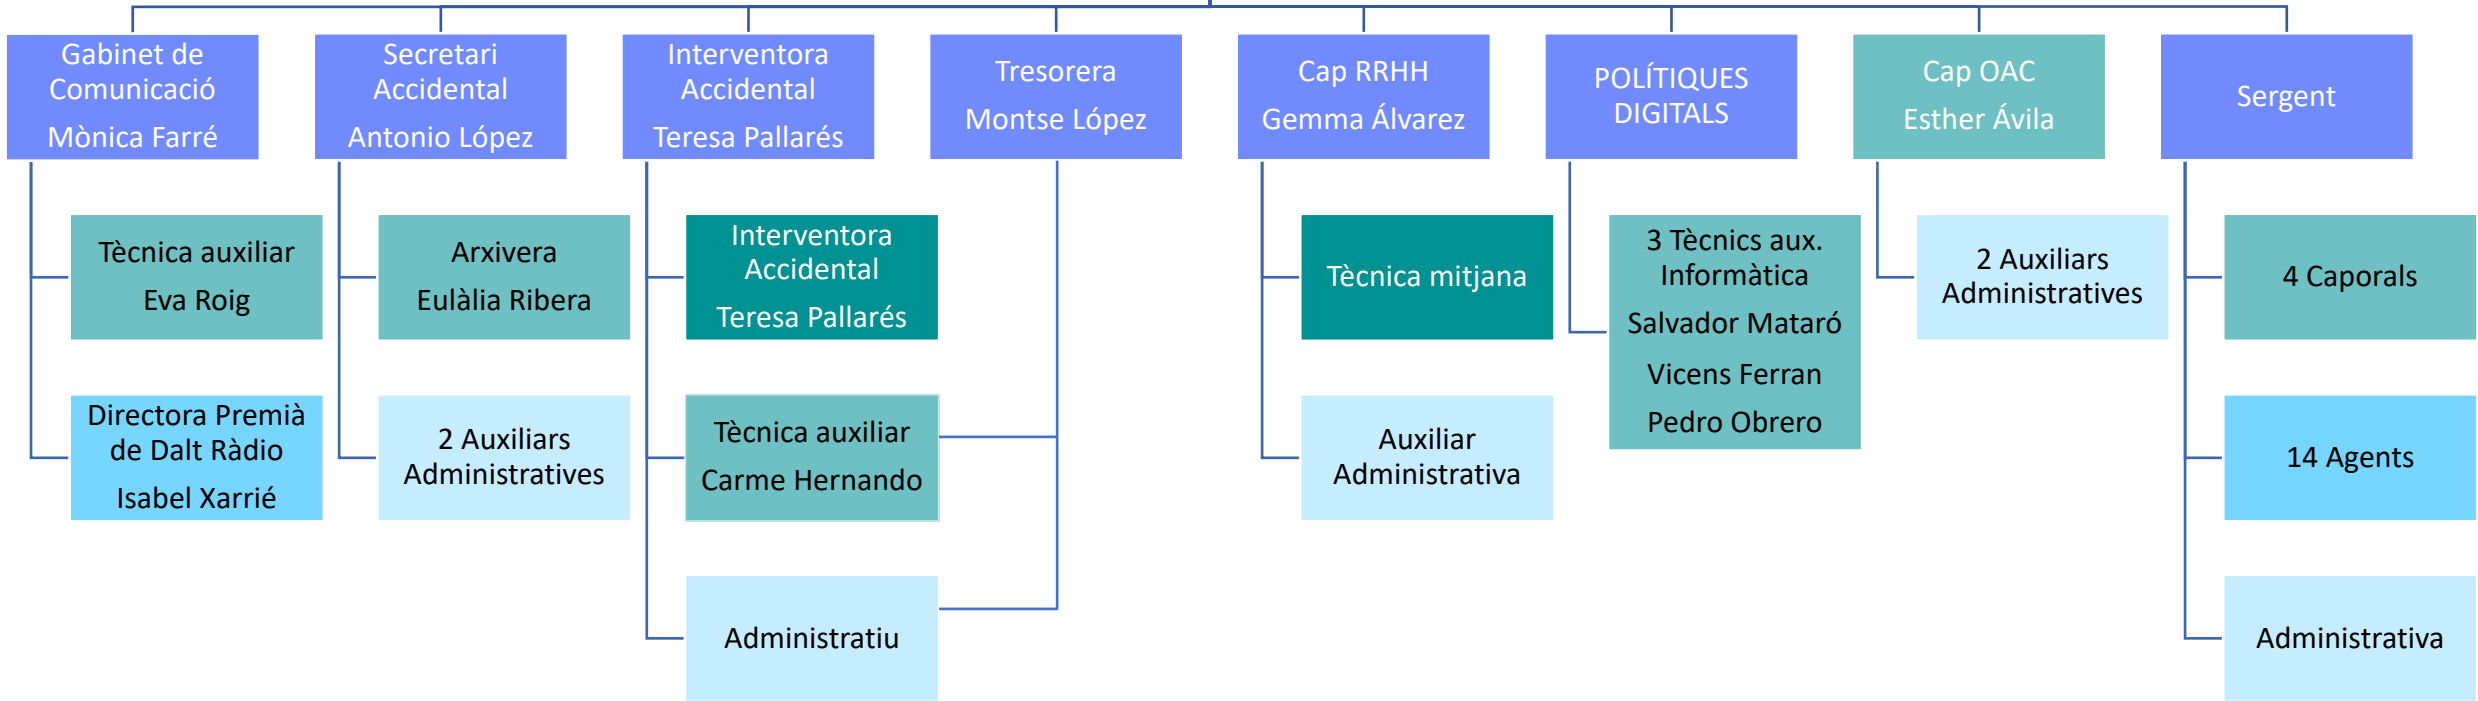 Gabinet de
Comunicació
Mònica Farré
Secretari
Accidental
Antonio López
Interventora
Accidental
Teresa Pallarés
Tresorera
Montse López
Cap RRHH
Gemma Álvarez
POLÍTIQUES
DIGITALS
Cap OAC
Esther Ávila
Sergent
Tècnica auxiliar
Eva Roig
Arxivera
Eulàlia Ribera
Interventora
Accidental
Teresa Pallarés
Tècnica mitjana
3 Tècnics aux.
Informàtica
Salvador Mataró
Vicens Ferran
Pedro Obrero
2 Auxiliars
Administratives
4 Caporals
Directora Premià
de Dalt Ràdio
Isabel Xarrié
2 Auxiliars
Administratives
Tècnica auxiliar
Carme Hernando
Auxiliar
Administrativa
14 Agents
Administratiu
Administrativa